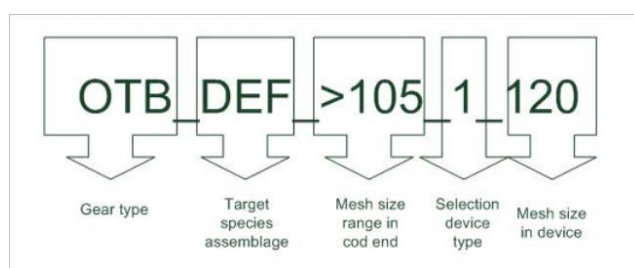 OTB_DEF_>105_1_120
Gear type
Target
species
assemblage
Mesh size
range in
cod end
Selection
device
type
Mesh size
in device